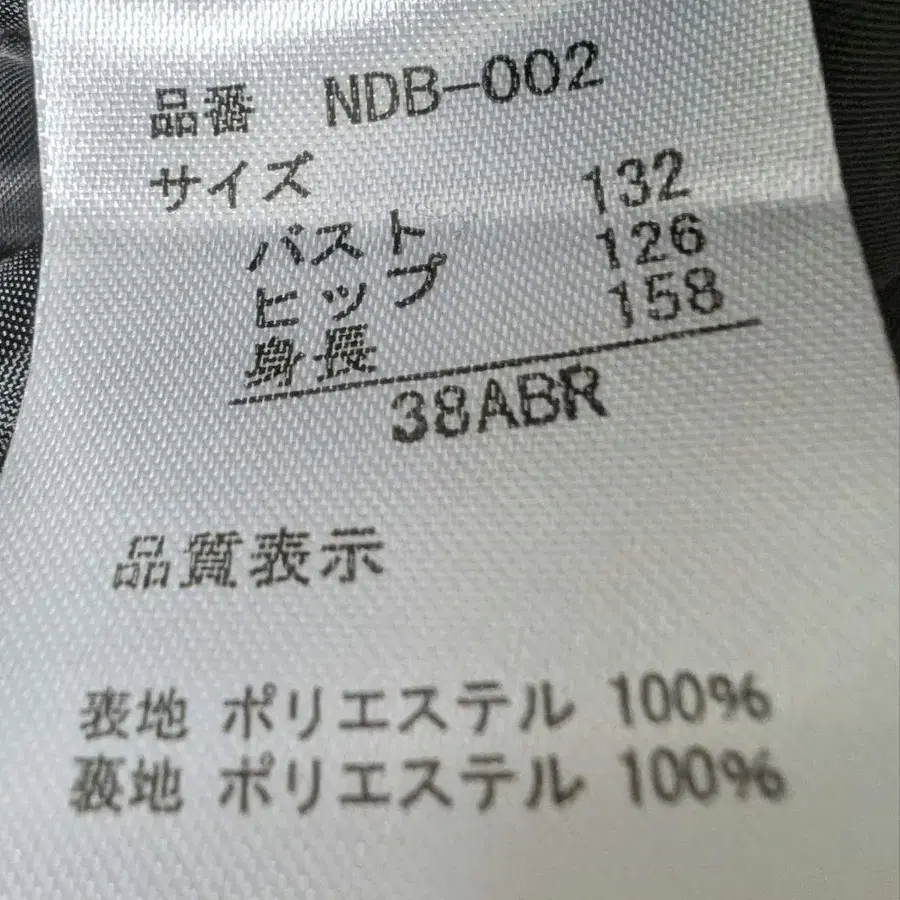 品番 NDB-002
サイズ
バスト 132
ヒップ 126
身長 158
38ABR
品質表示
表地 ポリエステル 100%
裏地 ポリエステル 100%